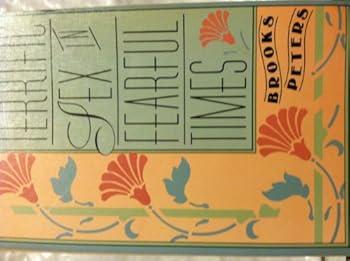 TERRIFIC
SEX IN
FEARFUL
TIMES
BROOKS
PETERS